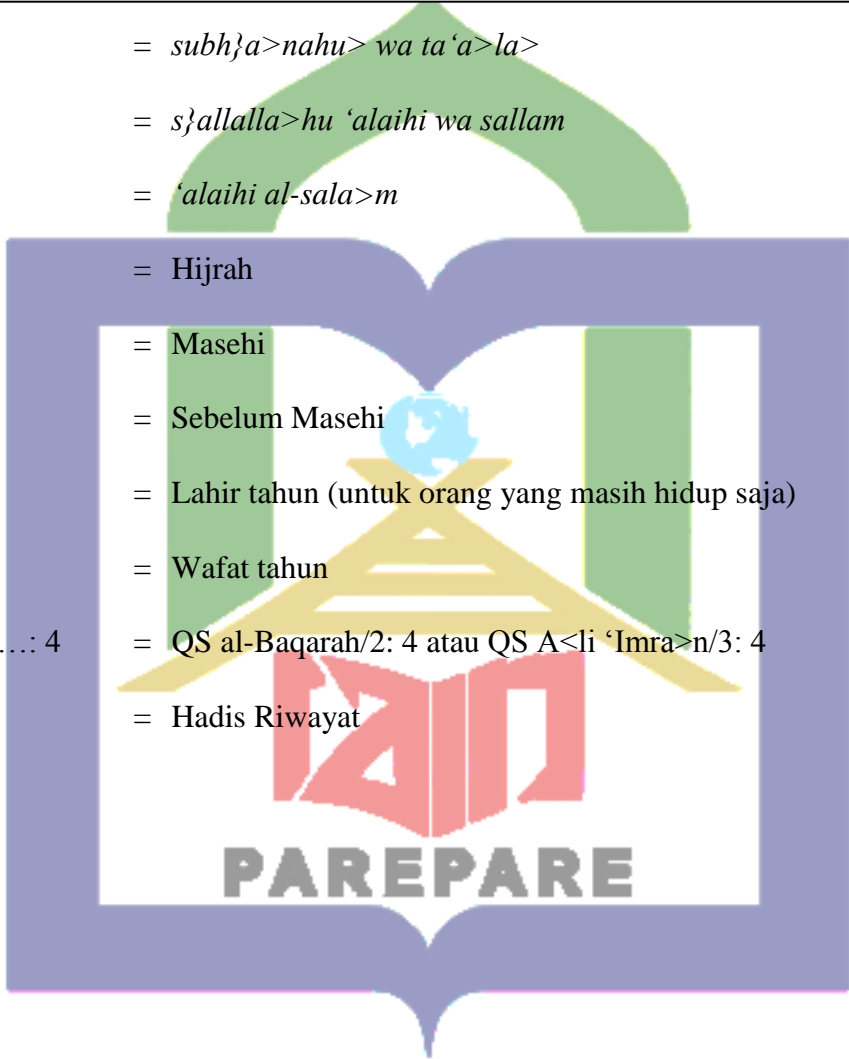 = subh}a>nahu> wa ta‘a>la>
= s}allalla>hu ‘alaihi wa sallam
= ‘alaihi al-sala>m
= Hijrah
= Masehi
= Sebelum Masehi
= Lahir tahun (untuk orang yang masih hidup saja)
= Wafat tahun
…: 4 = QS al-Baqarah/2: 4 atau QS A<li ‘Imra>n/3: 4
= Hadis Riwayat
iain
PAREPARE